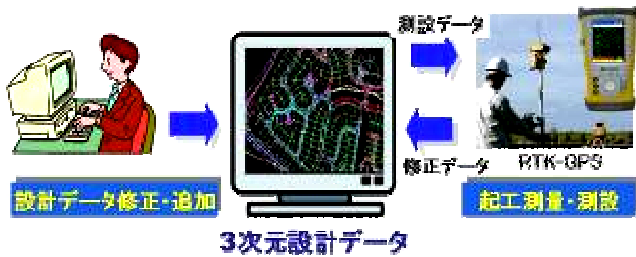 測設データ
修正データ
RTK-GPS
設計データ修正・追加
起工測量・測設
3次元設計データ